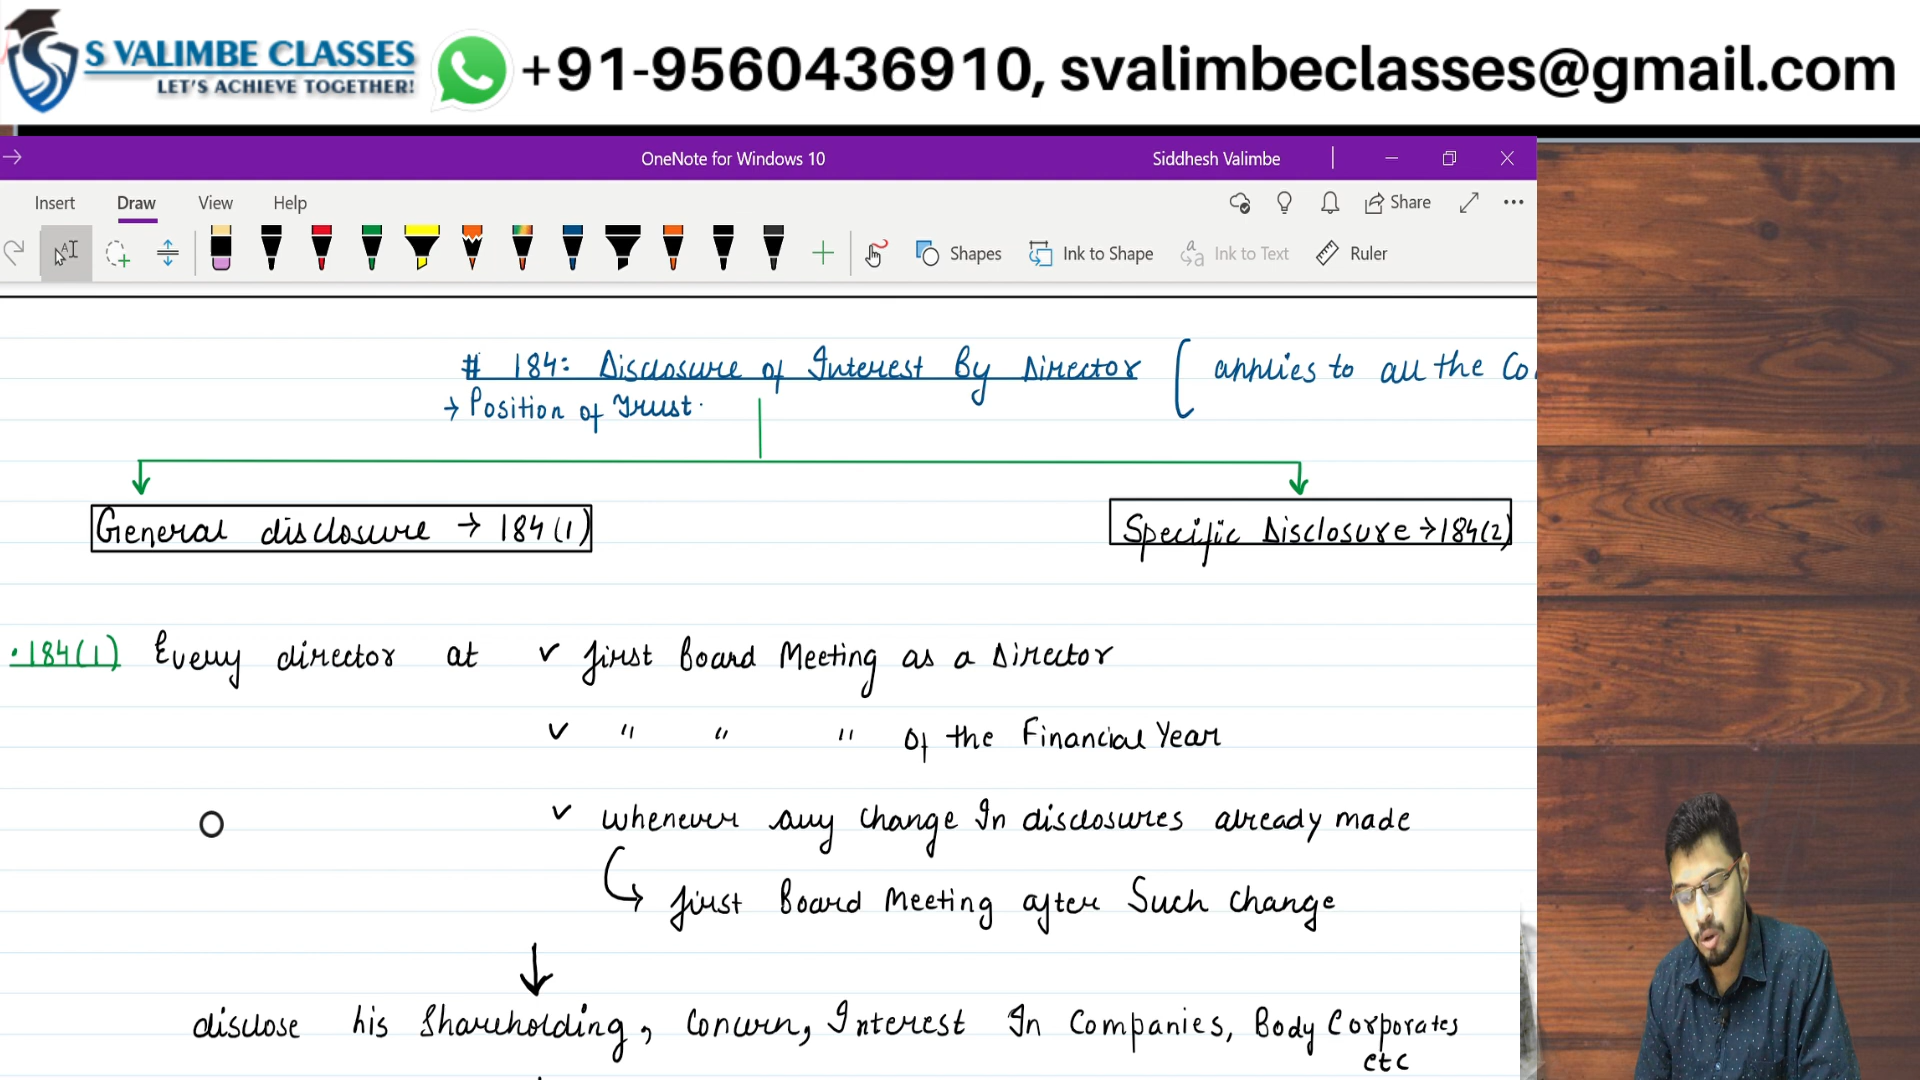 S VALIMBE CLASSES
LET'S ACHIEVE TOGETHER!
+91-9560436910, svalimbeclasses@gmail.com
OneNote for Windows 10
Siddhesh Valimbe
Insert Draw View Help
Share
Shapes Ink to Shape Ink to Text Ruler
# 184: Disclosure of Interest By Director [ applies to all the Co
→ Position of Trust.
General disclosure → 184(1)
Specific Disclosure → 184(2)
• 184(1) Every director at ✓ first Board Meeting as a Director
✓ " " " of the Financial Year
✓ whenever any change In disclosures already made
↳ first Board Meeting after Such change
disclose his Shareholding, Concern, Interest In Companies, Body Corporates
etc